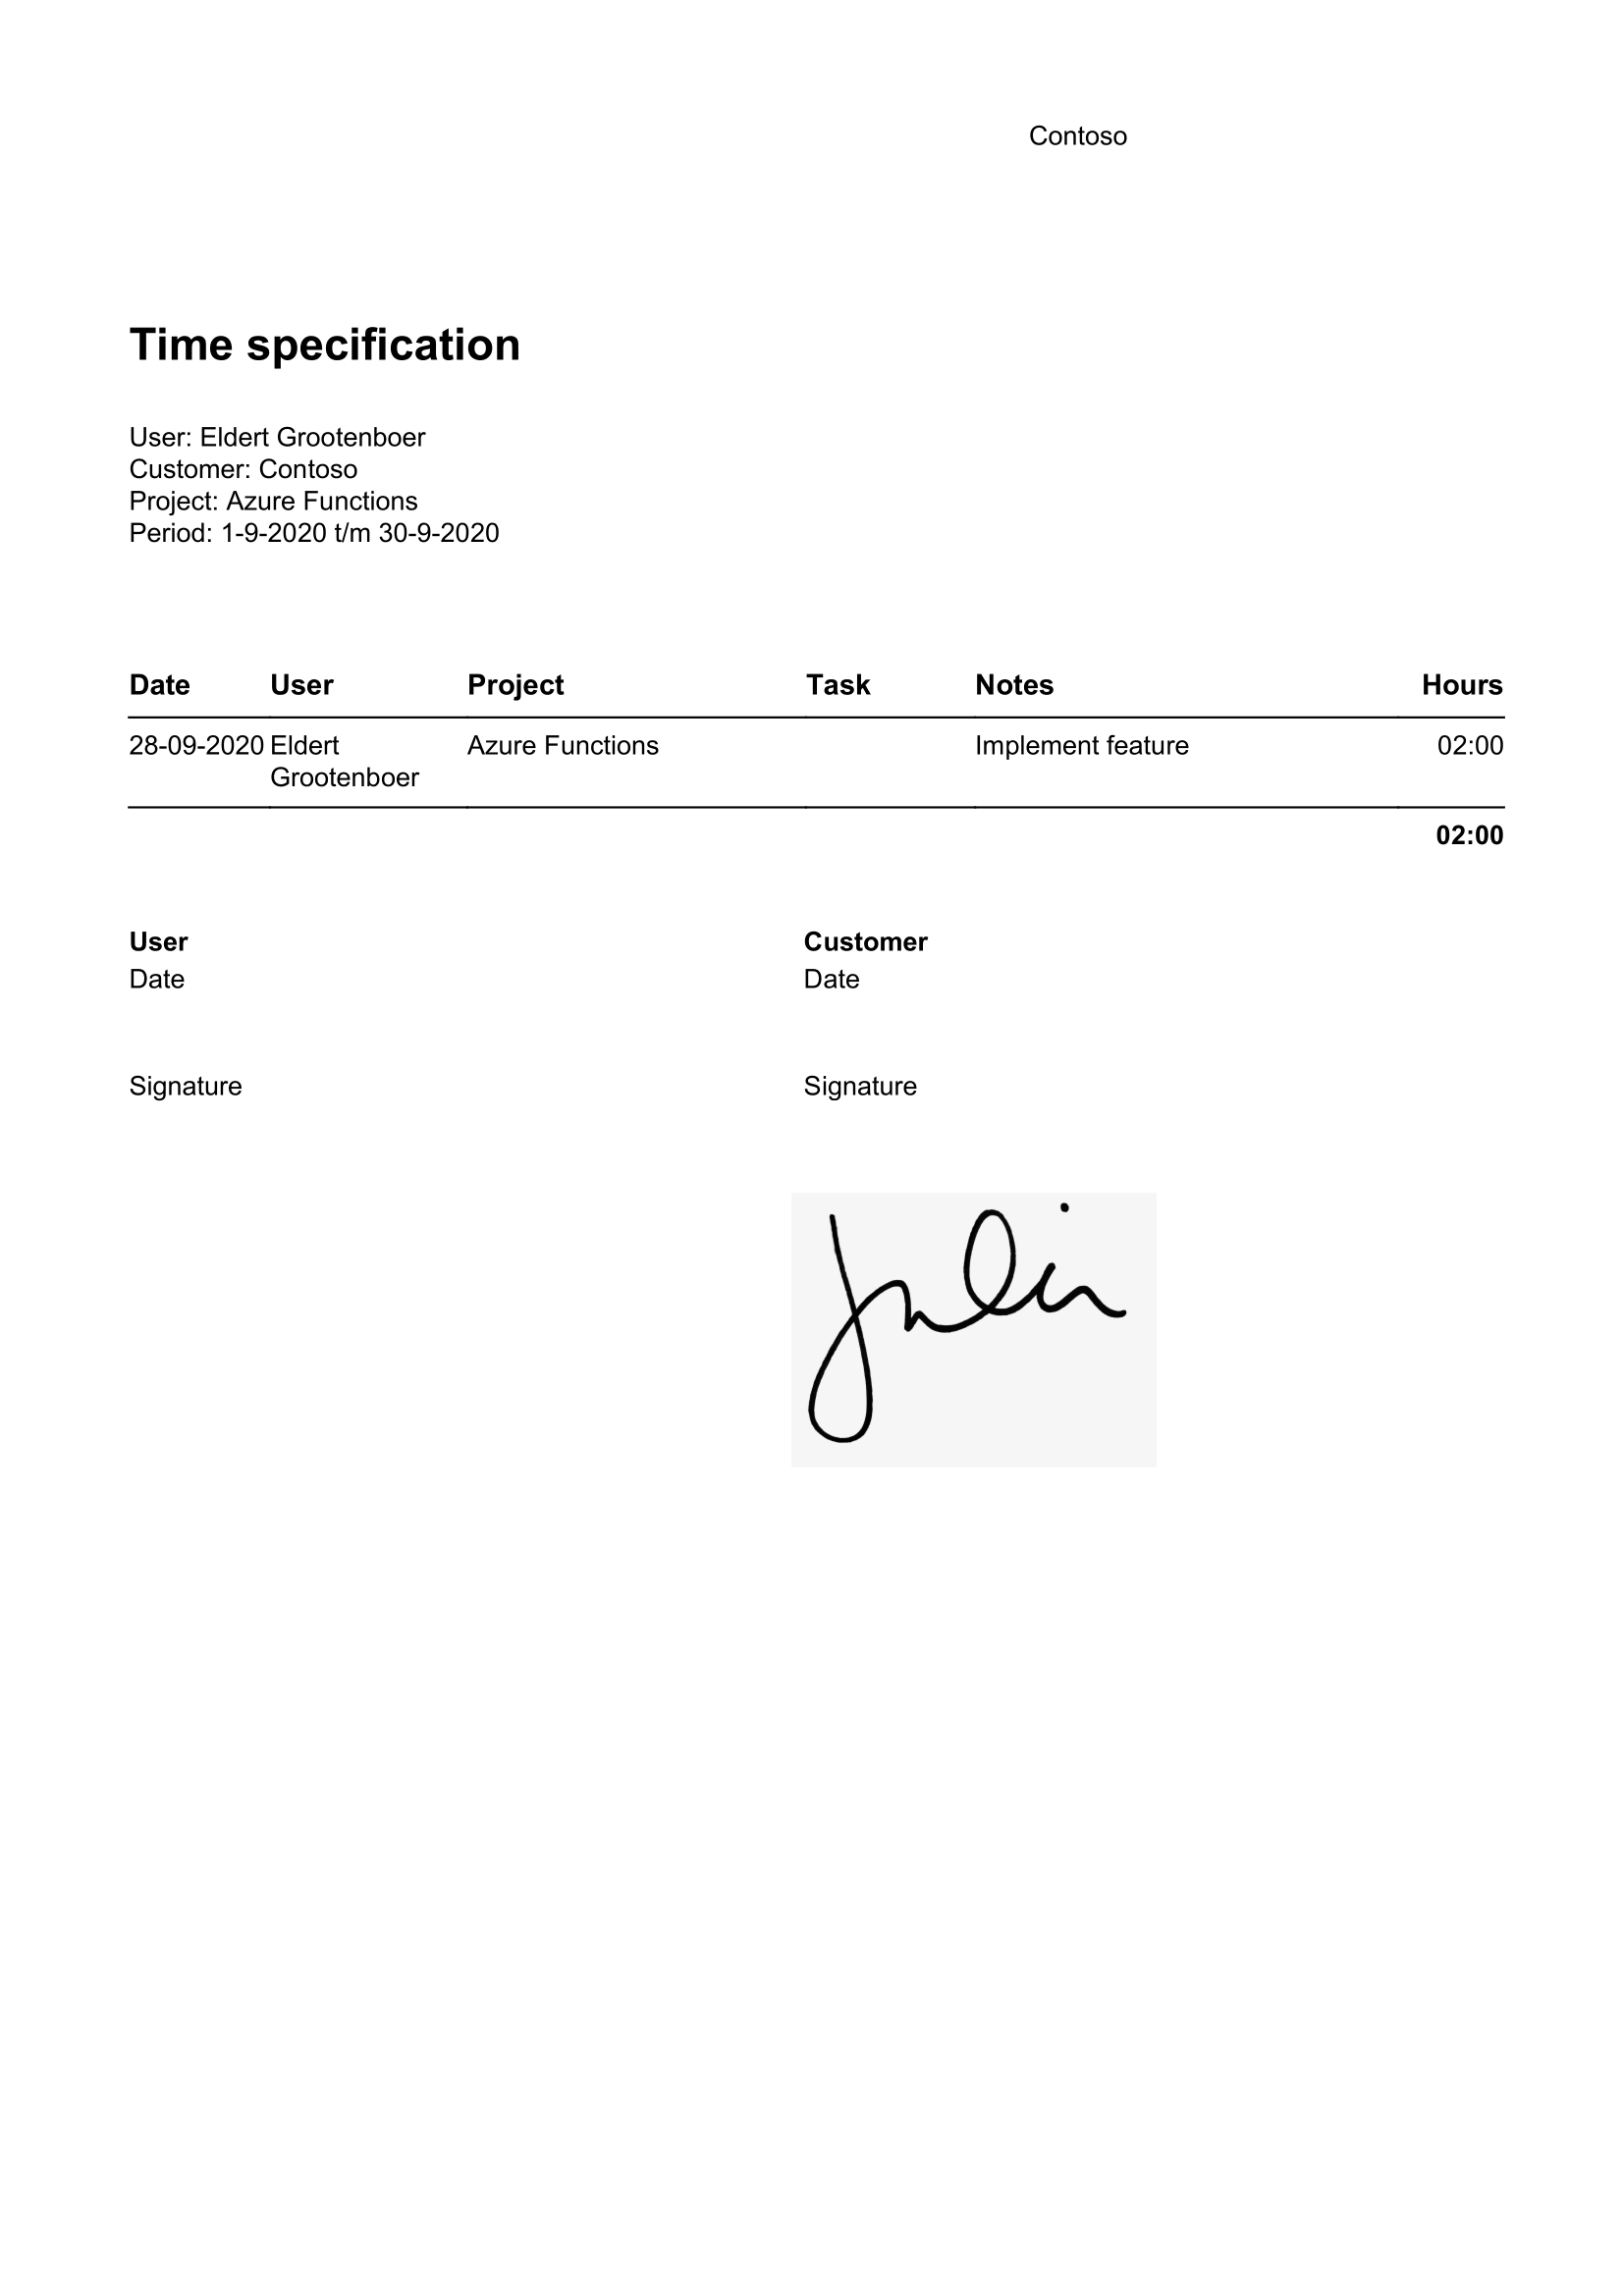 Contoso
Time specification
User: Eldert Grootenboer
Customer: Contoso
Project: Azure Functions
Period: 1-9-2020 t/m 30-9-2020
Date User Project Task Notes Hours
28-09-2020 Eldert Grootenboer Azure Functions Implement feature 02:00
02:00
User Customer
Date Date
Signature Signature